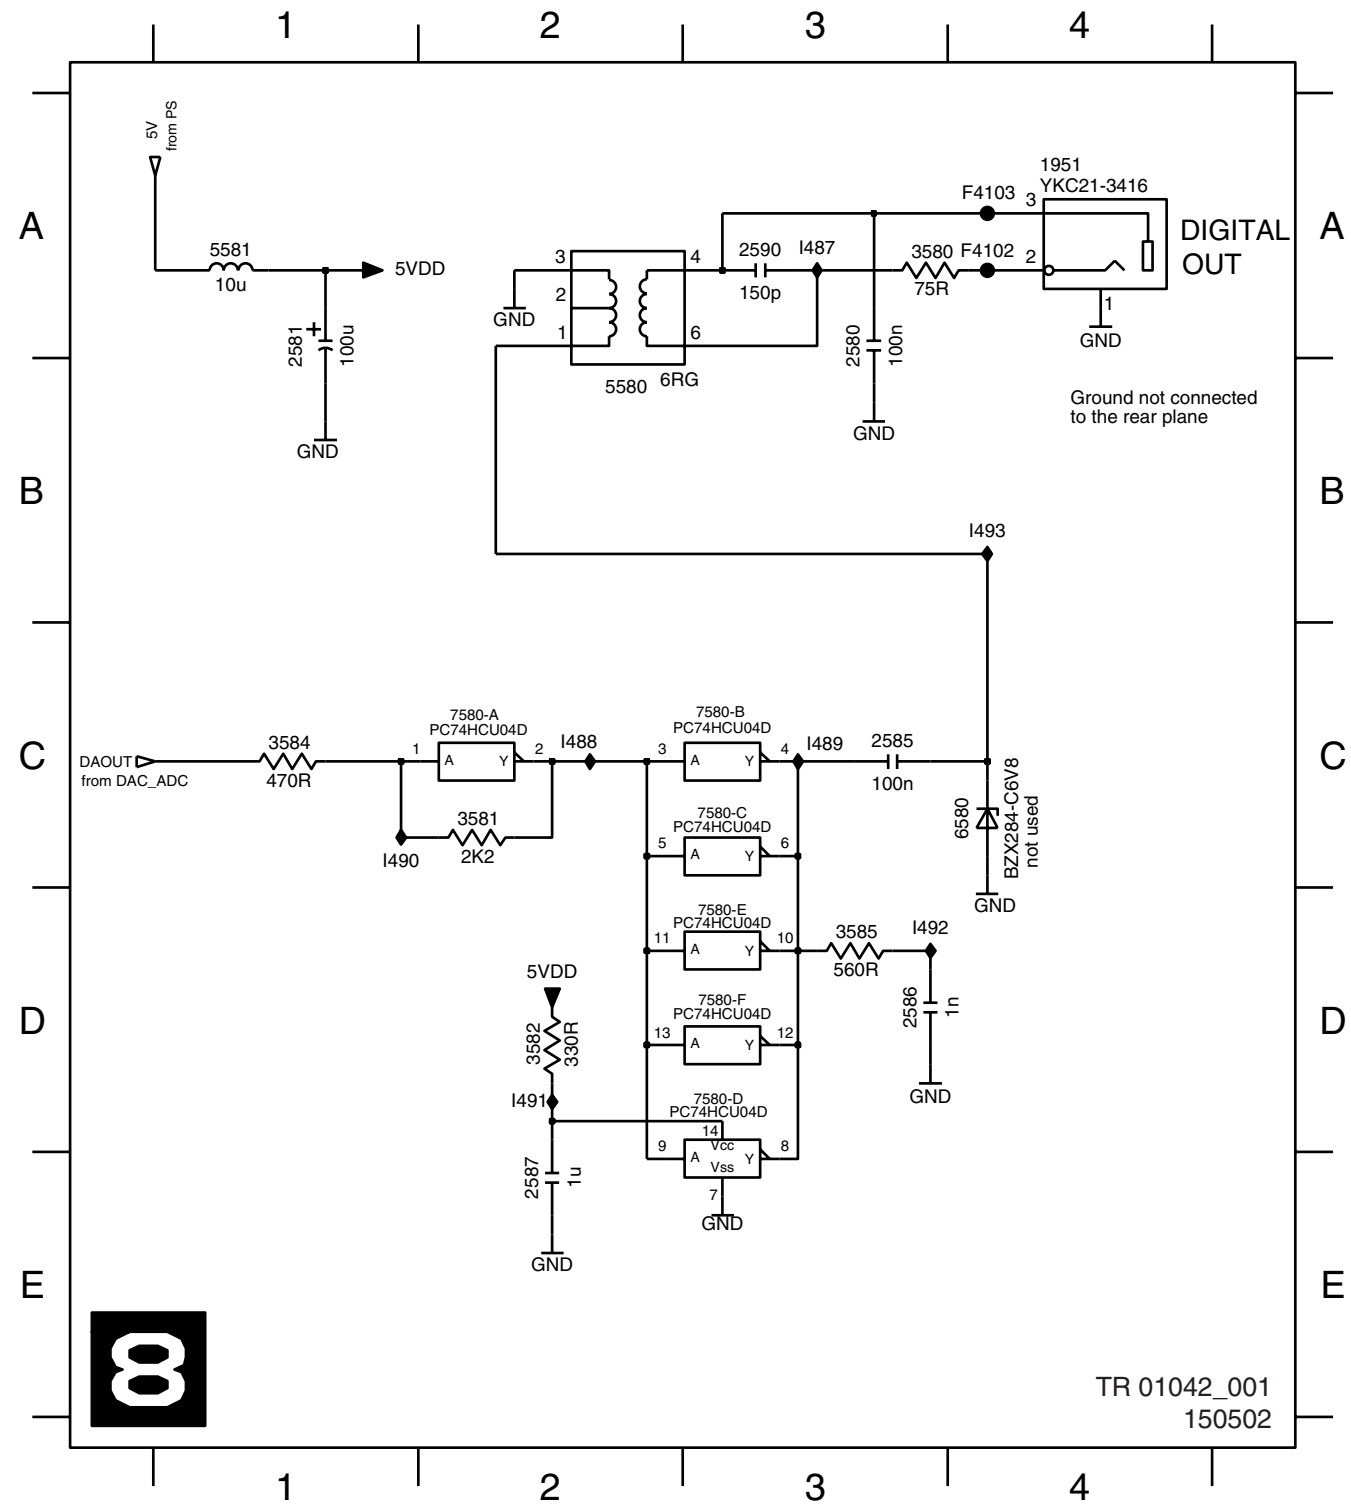 1 2 3 4
A
5V
from PS
5581
10u
5VDD
2581
+
100u
GND
3
2
1
GND
5580
6RG
4
6
2590
150p
I487
2580
100n
GND
3580
75R
F4103
F4102
1951
YKC21-3416
3
2
1
GND
DIGITAL
OUT
A
Ground not connected
to the rear plane
B
B
I493
C
DAOUT
from DAC_ADC
3584
470R
I490
7580-A
PC74HCU04D
1
A
Y
2
3581
2K2
I488
7580-B
PC74HCU04D
3
A
Y
4
I489
2585
100n
6580
BZX284-C6V8
not used
GND
C
7580-C
PC74HCU04D
5
A
Y
6
7580-E
PC74HCU04D
11
A
Y
10
3585
560R
I492
2586
1n
GND
D
D
5VDD
3582
330R
I491
7580-F
PC74HCU04D
13
A
Y
12
7580-D
PC74HCU04D
14
Vcc
9
A
Y
8
Vss
7
GND
2587
1u
GND
E
E
8
TR 01042_001
150502
1 2 3 4